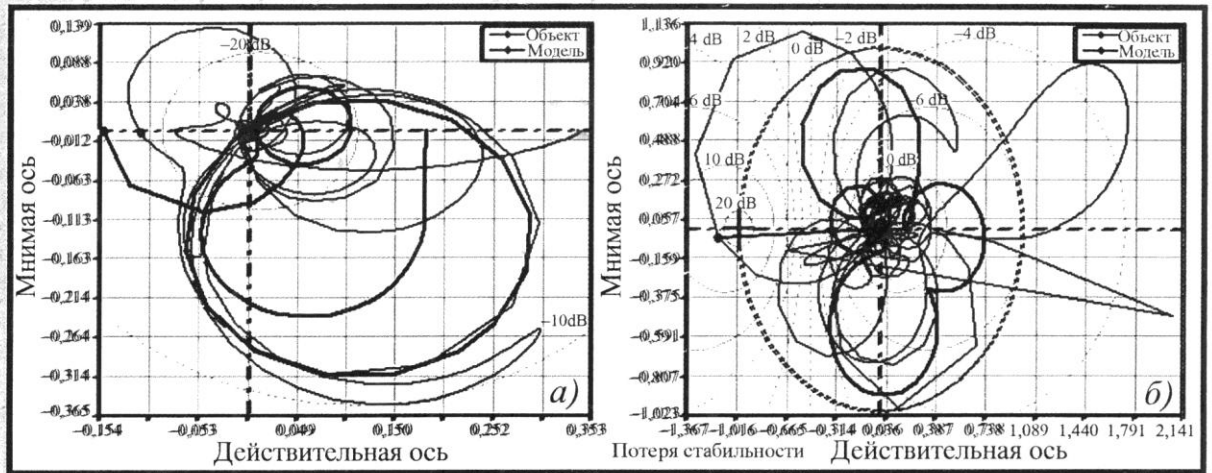 0,139
0,088
0,038
−0,012
−0,063
−0,113
−0,163
−0,214
−0,264
−0,314
−0,365
Мнимая ось
−20 dB
−10dB
Объект
Модель
а)
−0,154
−0,053
0,049
0,150
0,252
0,353
Действительная ось
Потеря стабильности
1,136
0,920
0,704
0,488
0,272
0,057
−0,159
−0,375
−0,591
−0,807
−1,023
Мнимая ось
4 dB
2 dB
0 dB
−2 dB
−4 dB
6 dB
−6 dB
10 dB
0 dB
20 dB
Объект
Модель
б)
−1,367
−1,016
−0,665
−0,314
0,036
0,387
0,738
1,089
1,440
1,791
2,141
Действительная ось